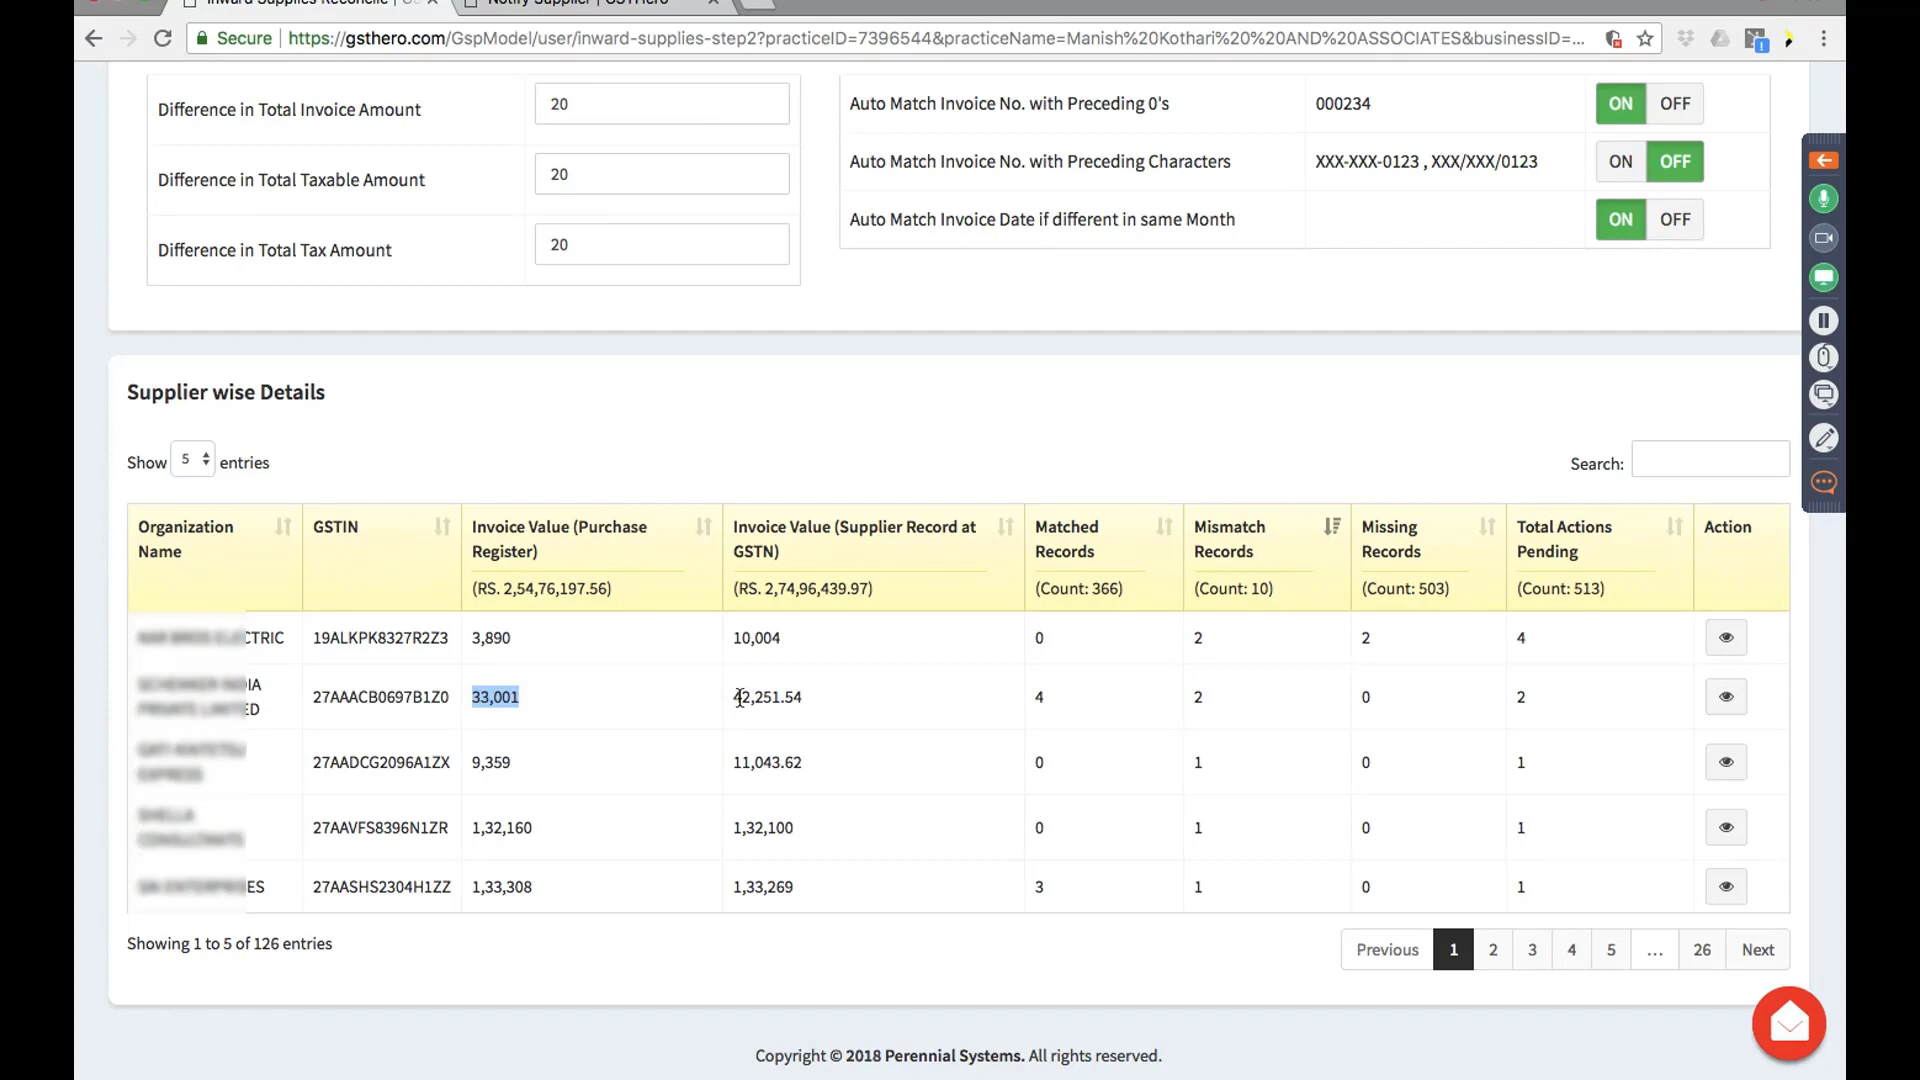 Inward Supplies Reconcile | G
Notify Supplier | GSTHero
Secure | https://gsthero.com/GspModel/user/inward-supplies-step2?practiceID=7396544&practiceName=Manish%20Kothari%20%20AND%20ASSOCIATES&businessID=...
Difference in Total Invoice Amount 20
Difference in Total Taxable Amount 20
Difference in Total Tax Amount 20
Auto Match Invoice No. with Preceding 0's 000234 ON OFF
Auto Match Invoice No. with Preceding Characters XXX-XXX-0123 , XXX/XXX/0123 ON OFF
Auto Match Invoice Date if different in same Month ON OFF
Supplier wise Details
Show 5 entries
Search:
Organization Name GSTIN Invoice Value (Purchase Register) Invoice Value (Supplier Record at GSTN) Matched Records Mismatch Records Missing Records Total Actions Pending Action
(RS. 2,54,76,197.56) (RS. 2,74,96,439.97) (Count: 366) (Count: 10) (Count: 503) (Count: 513)
CTRIC 19ALKPK8327R2Z3 3,890 10,004 0 2 2 4
IA ED 27AAACB0697B1Z0 33,001 42,251.54 4 2 0 2
27AADCG2096A1ZX 9,359 11,043.62 0 1 0 1
27AAVFS8396N1ZR 1,32,160 1,32,100 0 1 0 1
ES 27AASHS2304H1ZZ 1,33,308 1,33,269 3 1 0 1
Showing 1 to 5 of 126 entries
Previous 1 2 3 4 5 ... 26 Next
Copyright © 2018 Perennial Systems. All rights reserved.